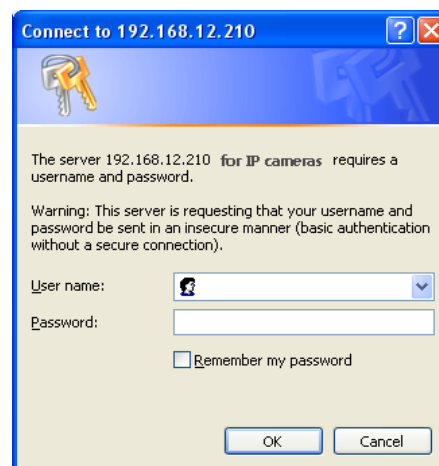 Connect to 192.168.12.210
The server 192.168.12.210 for IP cameras requires a
username and password.
Warning: This server is requesting that your username and
password be sent in an insecure manner (basic authentication
without a secure connection).
User name:
Password:
Remember my password
OK
Cancel